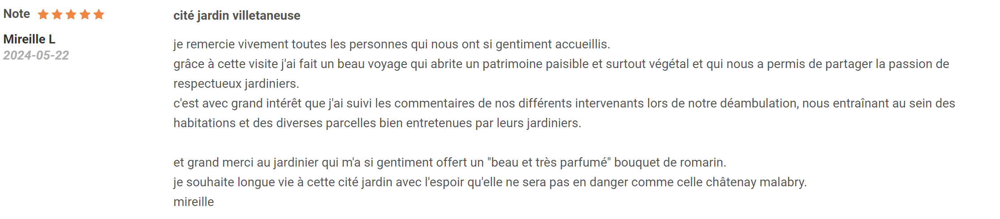 Note
Mireille L
2024-05-22
cité jardin villetaneuse
je remercie vivement toutes les personnes qui nous ont si gentiment accueillis.
grâce à cette visite j'ai fait un beau voyage qui abrite un patrimoine paisible et surtout végétal et qui nous a permis de partager la passion de
respectueux jardiniers.
c'est avec grand intérêt que j'ai suivi les commentaires de nos différents intervenants lors de notre déambulation, nous entraînant au sein des
habitations et des diverses parcelles bien entretenues par leurs jardiniers.
et grand merci au jardinier qui m'a si gentiment offert un "beau et très parfumé" bouquet de romarin.
je souhaite longue vie à cette cité jardin avec l'espoir qu'elle ne sera pas en danger comme celle châtenay malabry.
mireille